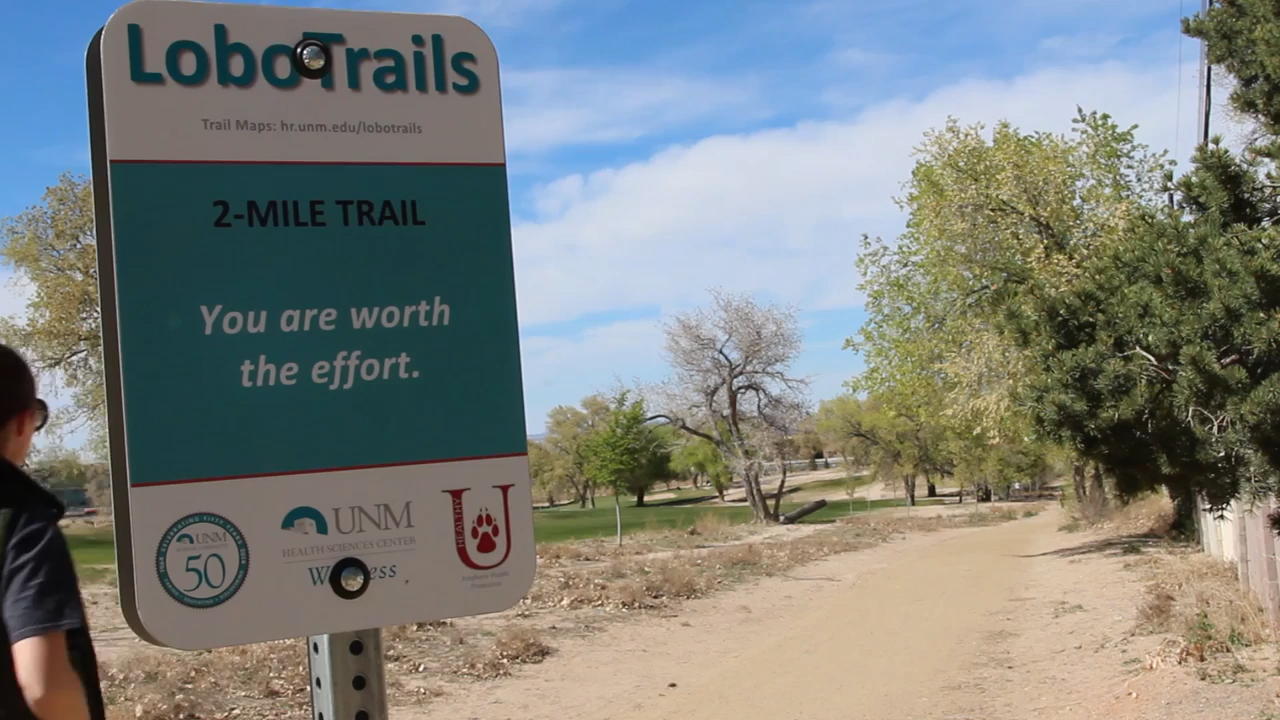 LoboTrails
Trail Maps: hr.unm.edu/lobotrails
2-MILE TRAIL
You are worth
the effort.
UNM
50
UNM
HEALTH SCIENCES CENTER
HEALTHY
U